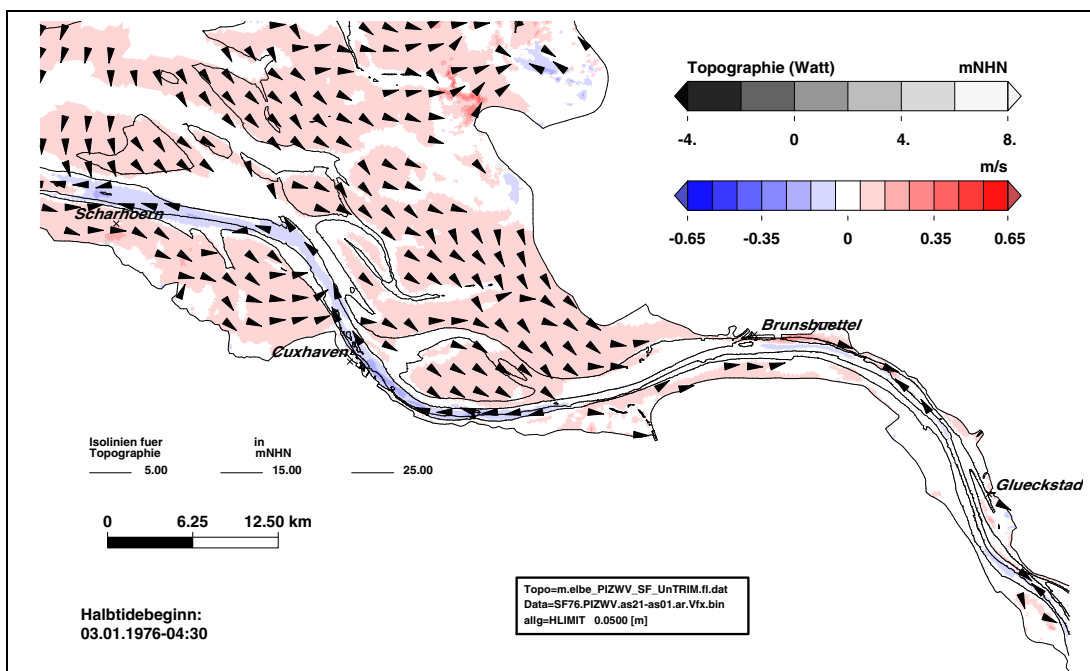 Topographie (Watt) mNHN
-4. 0 4. 8.
m/s
-0.65 -0.35 0 0.35 0.65
Scharhoern
Brunsbuettel
Cuxhaven
Glueckstad
Isolinien fuer in
Topographie mNHN
5.00 15.00 25.00
0 6.25 12.50 km
Topo=m.elbe_PIZWV_SF_UnTRIM.fl.dat
Data=SF76.PIZWV.as21-as01.ar.Vfx.bin
allg=HLIMIT 0.0500 [m]
Halbtidebeginn:
03.01.1976-04:30